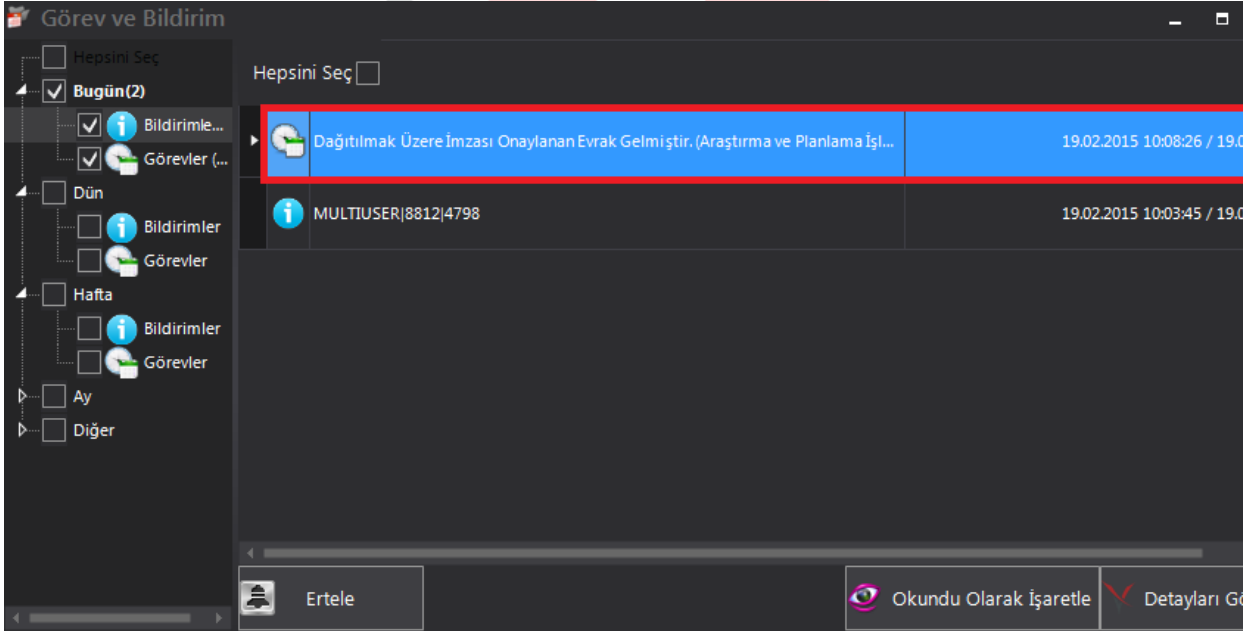 Görev ve Bildirim
Hepsini Seç
Bugün(2)
Bildirimle...
Görevler (...
Dün
Bildirimler
Görevler
Hafta
Bildirimler
Görevler
Ay
Diğer
Hepsini Seç
Dağıtılmak Üzere İmzası Onaylanan Evrak Gelmiştir. (Araştırma ve Planlama İşl... 19.02.2015 10:08:26 / 19.0
MULTIUSER|8812|4798 19.02.2015 10:03:45 / 19.0
Ertele Okundu Olarak İşaretle Detayları Gö